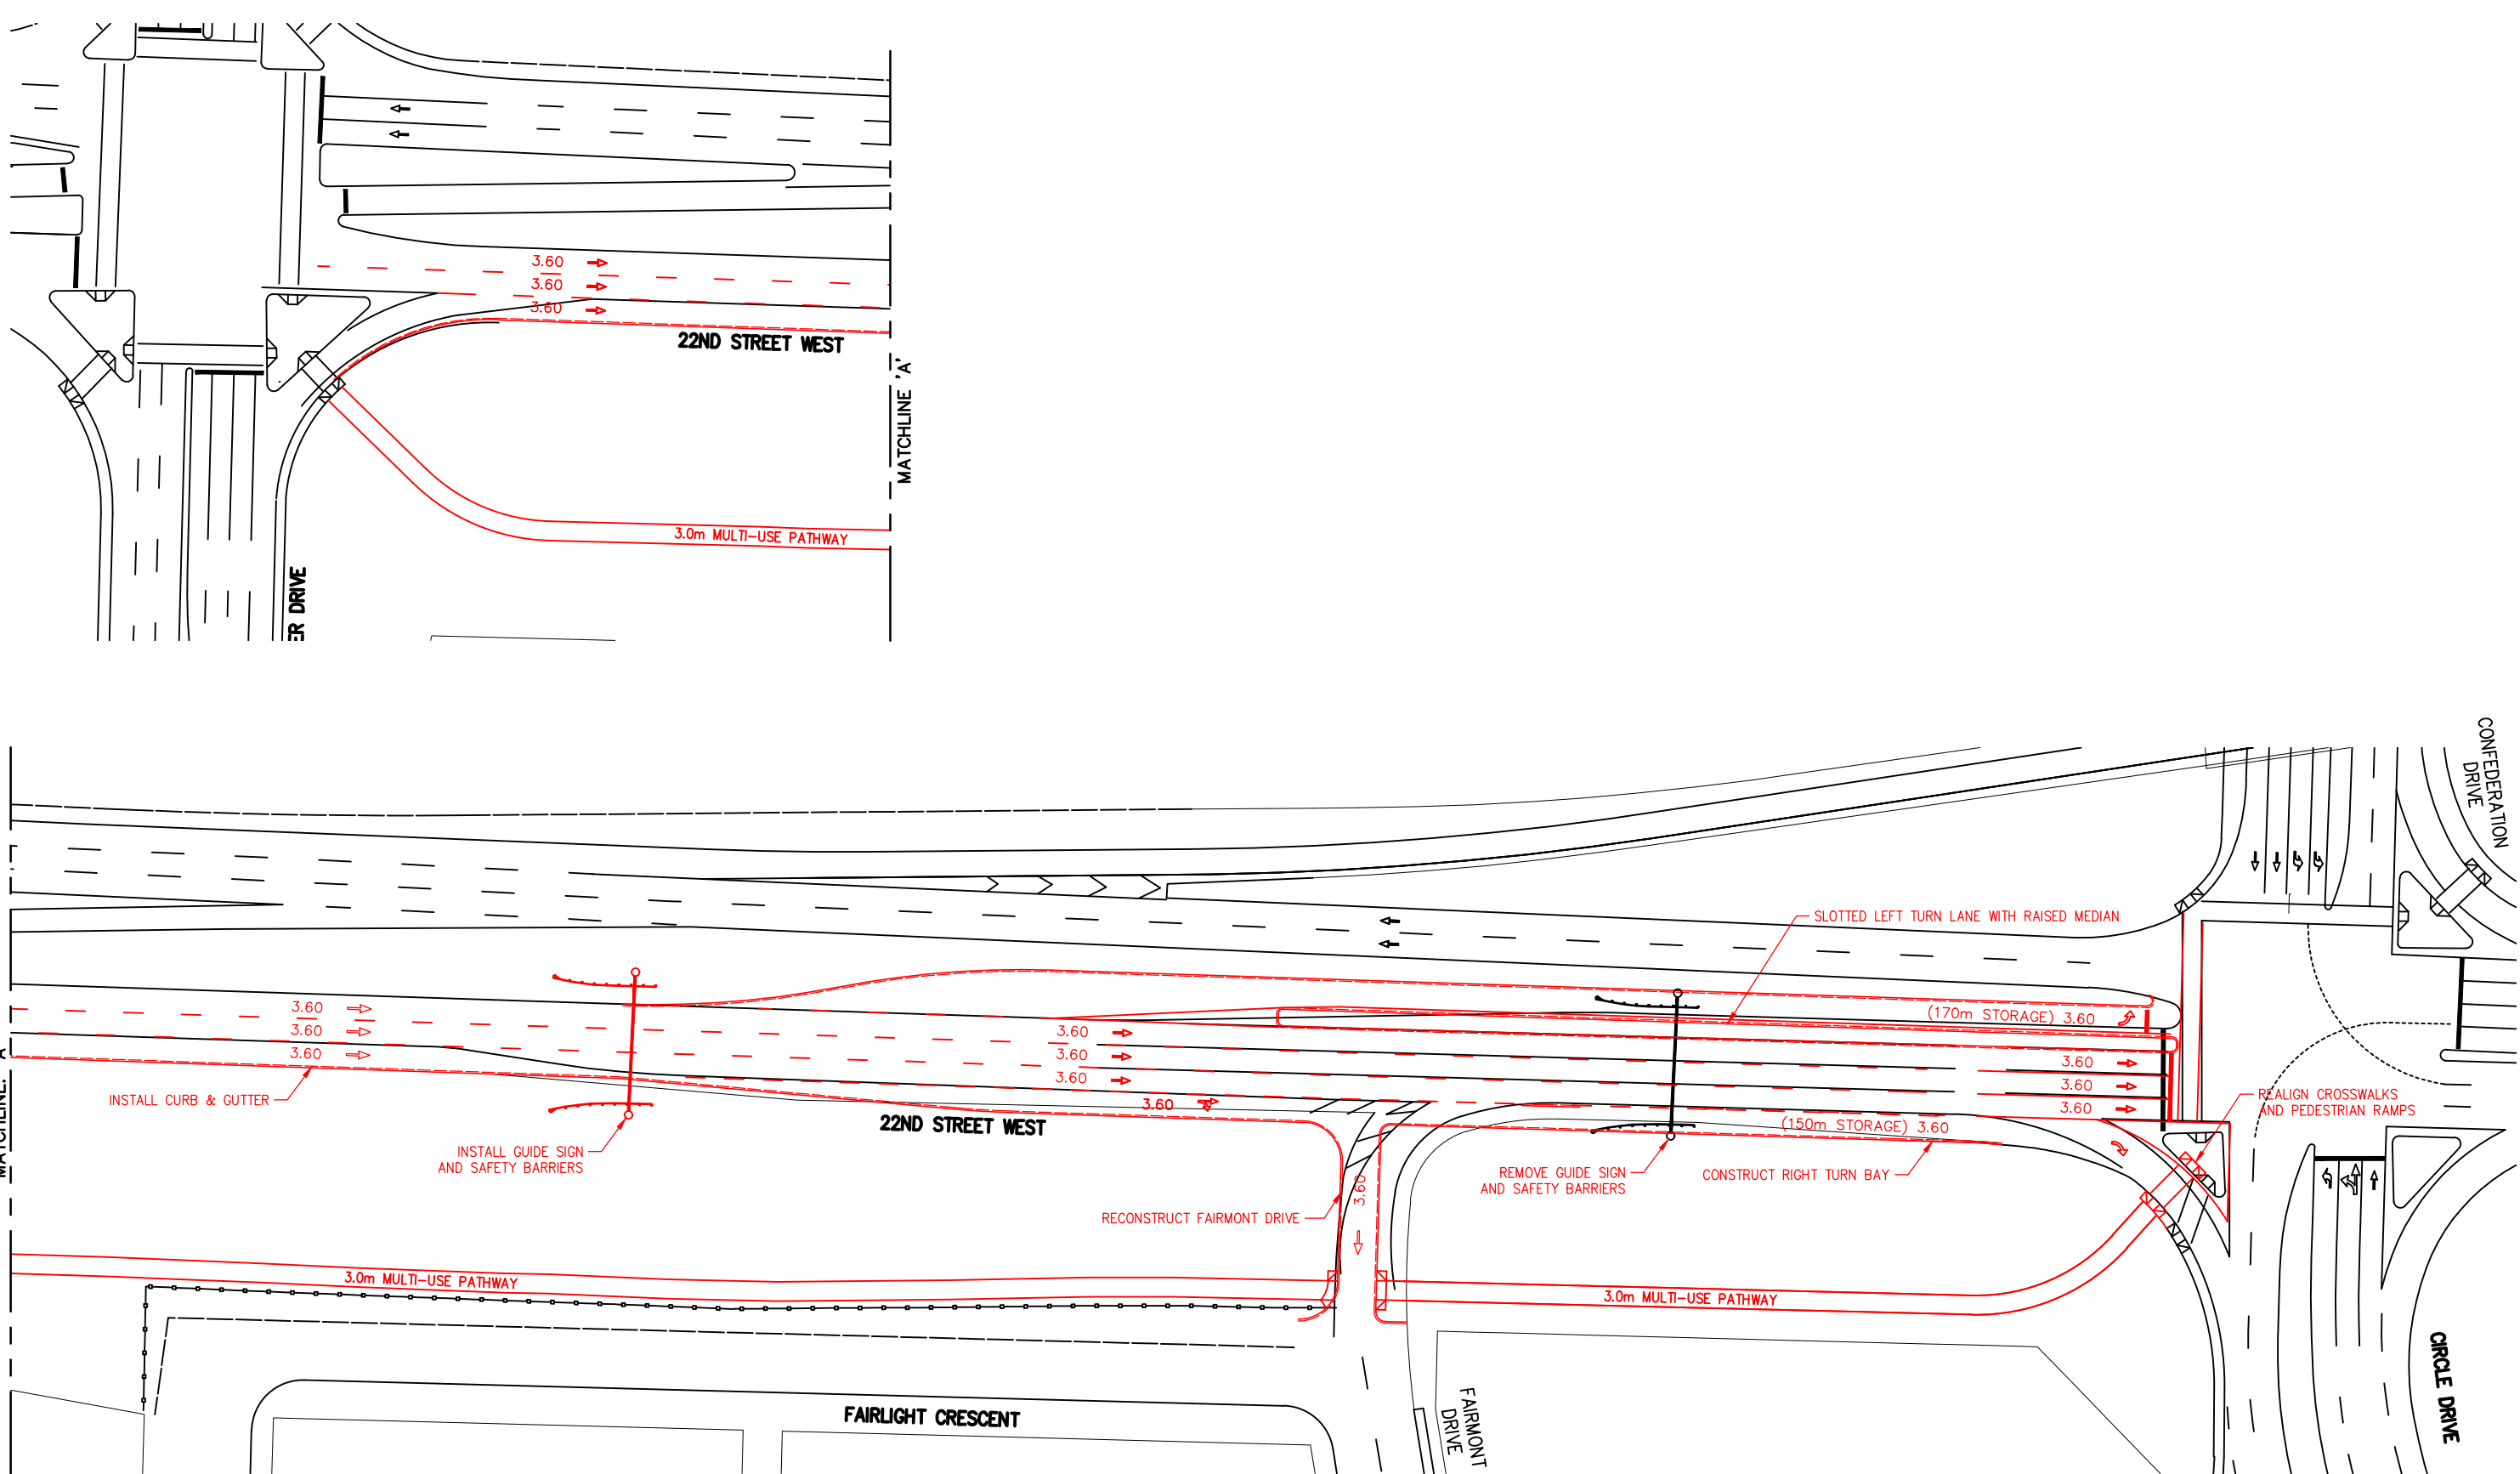 3.60
3.60
3.60
22ND STREET WEST
MATCHLINE 'A'
3.0m MULTI-USE PATHWAY
ER DRIVE
CONFEDERATION
DRIVE
SLOTTED LEFT TURN LANE WITH RAISED MEDIAN
3.60
3.60
3.60
(170m STORAGE) 3.60
3.60
3.60
3.60
3.60
3.60
3.60
3.60
INSTALL CURB & GUTTER
22ND STREET WEST
(150m STORAGE) 3.60
REALIGN CROSSWALKS
AND PEDESTRIAN RAMPS
INSTALL GUIDE SIGN
AND SAFETY BARRIERS
REMOVE GUIDE SIGN
AND SAFETY BARRIERS
CONSTRUCT RIGHT TURN BAY
3.60
RECONSTRUCT FAIRMONT DRIVE
3.0m MULTI-USE PATHWAY
3.0m MULTI-USE PATHWAY
FAIRLIGHT CRESCENT
FAIRMONT
DRIVE
CIRCLE DRIVE